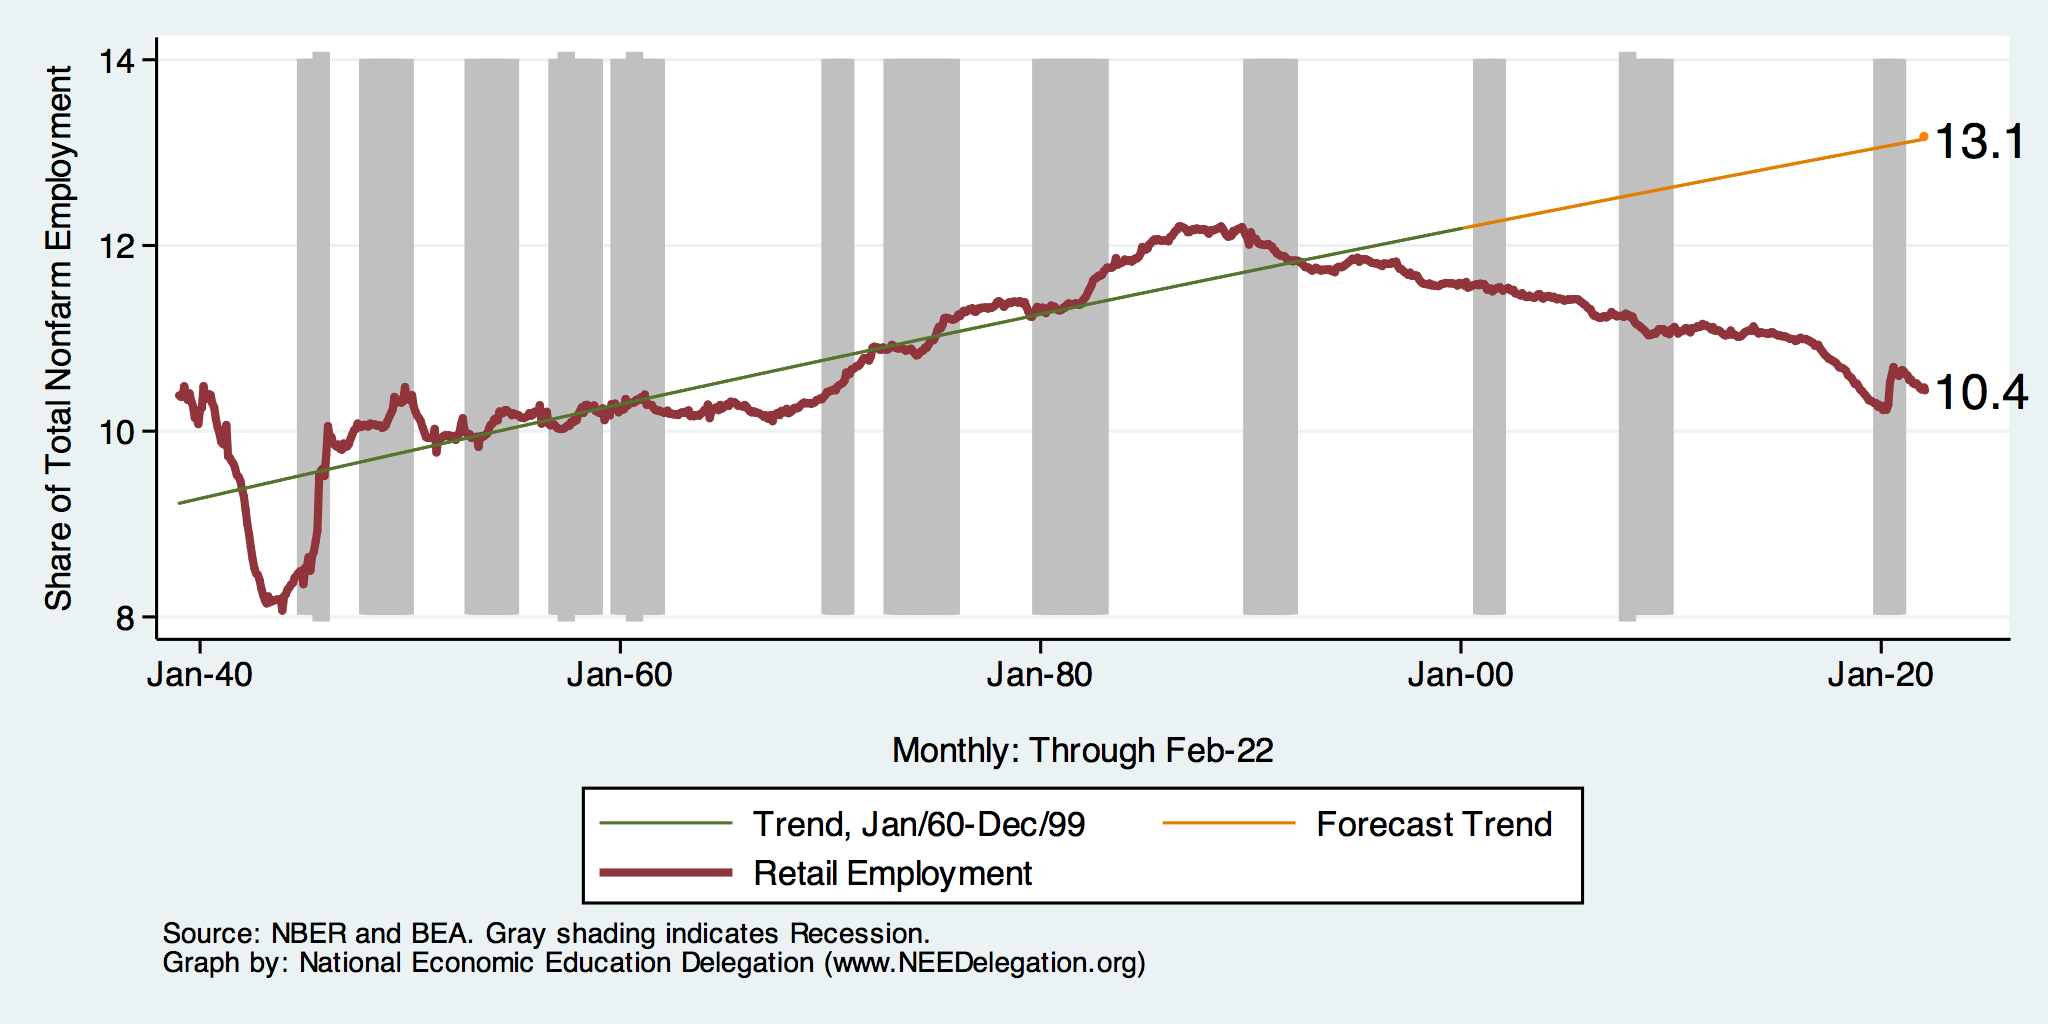 Share of Total Nonfarm Employment
14
12
10
8
13.1
10.4
Jan-40 Jan-60 Jan-80 Jan-00 Jan-20
Monthly: Through Feb-22
Trend, Jan/60-Dec/99 Forecast Trend
Retail Employment
Source: NBER and BEA. Gray shading indicates Recession.
Graph by: National Economic Education Delegation (www.NEEDelegation.org)